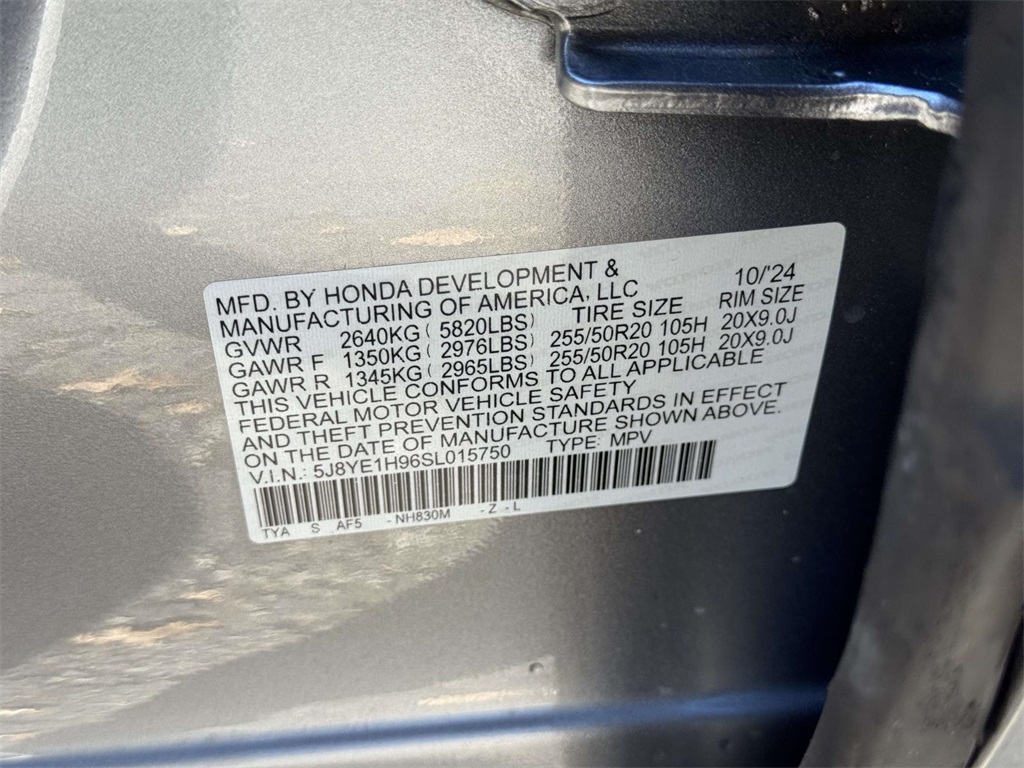 MFD. BY HONDA DEVELOPMENT & 10/'24
MANUFACTURING OF AMERICA, LLC RIM SIZE
TIRE SIZE
GVWR 2640KG ( 5820LBS)
GAWR F 1350KG ( 2976LBS) 255/50R20 105H 20X9.0J
GAWR R 1345KG ( 2965LBS) 255/50R20 105H 20X9.0J
THIS VEHICLE CONFORMS TO ALL APPLICABLE
FEDERAL MOTOR VEHICLE SAFETY
AND THEFT PREVENTION STANDARDS IN EFFECT
ON THE DATE OF MANUFACTURE SHOWN ABOVE.
V.I.N.: 5J8YE1H96SL015750 TYPE: MPV
TYA S AF5 - NH830M - Z - L